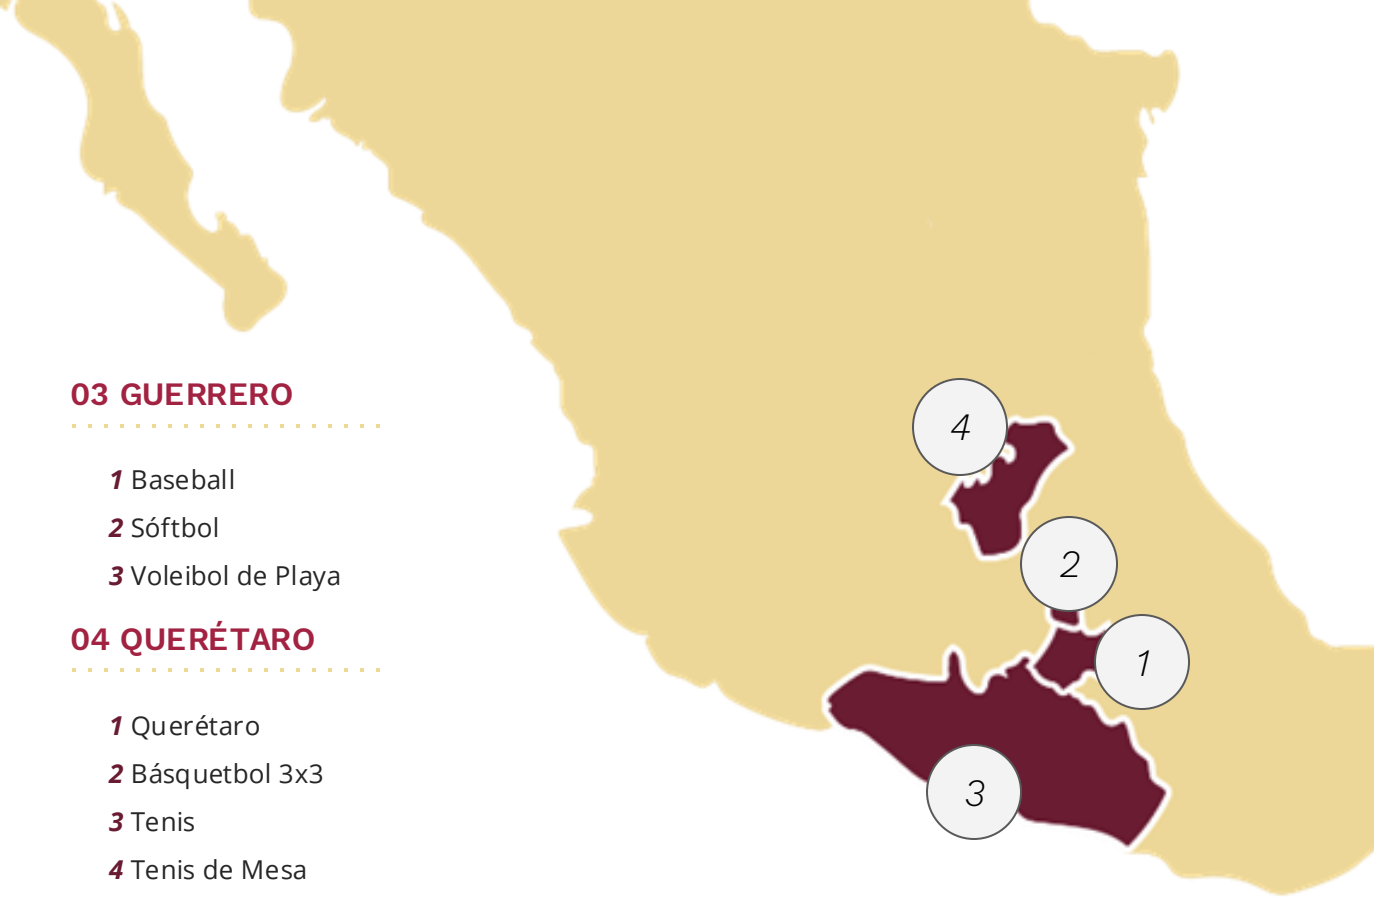 03 GUERRERO
1 Baseball
2 Sóftbol
3 Voleibol de Playa
04 QUERÉTARO
1 Querétaro
2 Básquetbol 3x3
3 Tenis
4 Tenis de Mesa
4
2
1
3